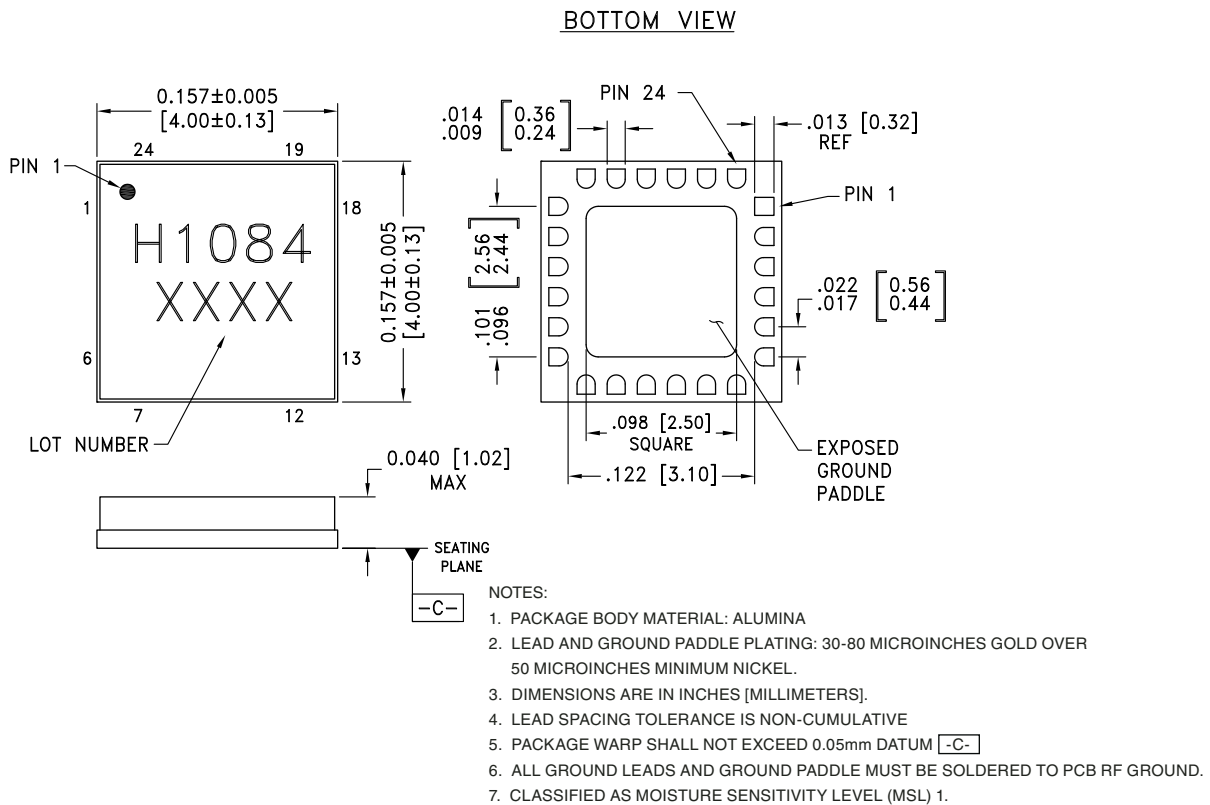 BOTTOM VIEW
0.157±0.005
[4.00±0.13]
24
19
PIN 1
1
18
H1084
XXXX
0.157±0.005
[4.00±0.13]
6
13
7
12
LOT NUMBER
0.040 [1.02]
MAX
SEATING
PLANE
-C-
PIN 24
.014 [0.36
.009 0.24]
.013 [0.32]
REF
PIN 1
[2.56
2.44]
.101
.096
.022 [0.56
.017 0.44]
.098 [2.50]
SQUARE
.122 [3.10]
EXPOSED
GROUND
PADDLE
NOTES:
1. PACKAGE BODY MATERIAL: ALUMINA
2. LEAD AND GROUND PADDLE PLATING: 30-80 MICROINCHES GOLD OVER
50 MICROINCHES MINIMUM NICKEL.
3. DIMENSIONS ARE IN INCHES [MILLIMETERS].
4. LEAD SPACING TOLERANCE IS NON-CUMULATIVE
5. PACKAGE WARP SHALL NOT EXCEED 0.05mm DATUM -C-
6. ALL GROUND LEADS AND GROUND PADDLE MUST BE SOLDERED TO PCB RF GROUND.
7. CLASSIFIED AS MOISTURE SENSITIVITY LEVEL (MSL) 1.